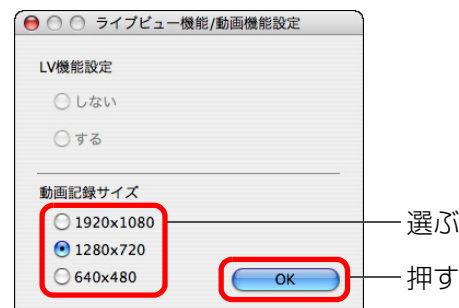 ライブビュー機能/動画機能設定
LV機能設定
しない
する
動画記録サイズ
1920x1080
選ぶ
1280x720
640x480
OK
押す